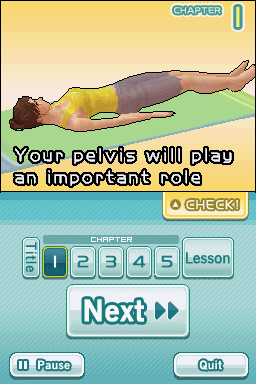 CHAPTER 1
Your pelvis will play
an important role
CHECK!
CHAPTER
Title 1 2 3 4 5 Lesson
Next
Pause Quit